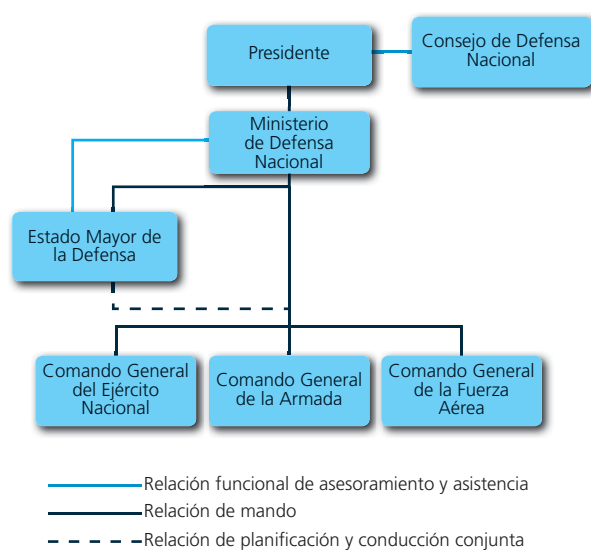 Presidente
Consejo de Defensa
Nacional
Ministerio
de Defensa
Nacional
Estado Mayor de
la Defensa
Comando General
del Ejército
Nacional
Comando General
de la Armada
Comando General
de la Fuerza
Aérea
Relación funcional de asesoramiento y asistencia
Relación de mando
Relación de planificación y conducción conjunta